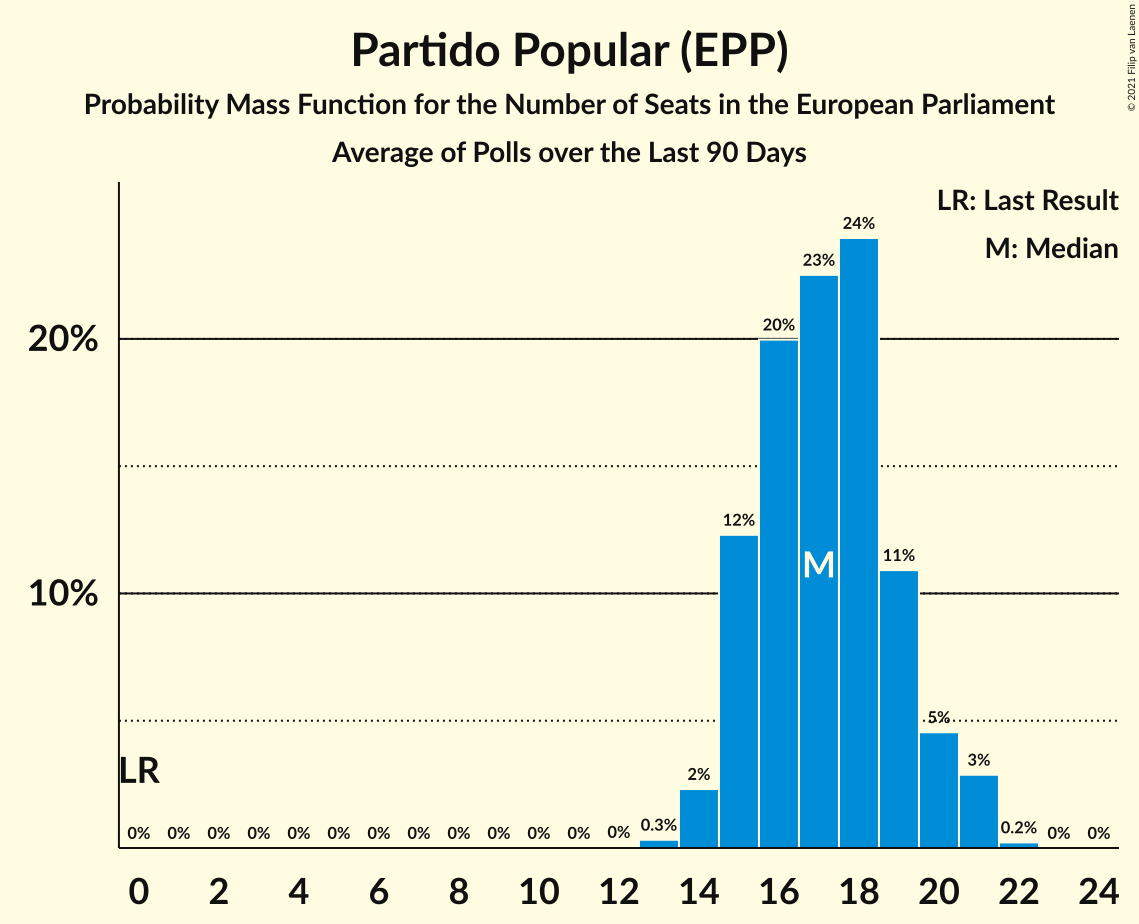 Partido Popular (EPP)
Probability Mass Function for the Number of Seats in the European Parliament
Average of Polls over the Last 90 Days
© 2021 Filip van Laenen
LR: Last Result
M: Median
24%
23%
20%
20%
12%
M
11%
10%
5%
LR
2%
3%
0% 0% 0% 0% 0% 0% 0% 0% 0% 0% 0% 0% 0% 0.3% 0.2% 0% 0%
0 2 4 6 8 10 12 14 16 18 20 22 24